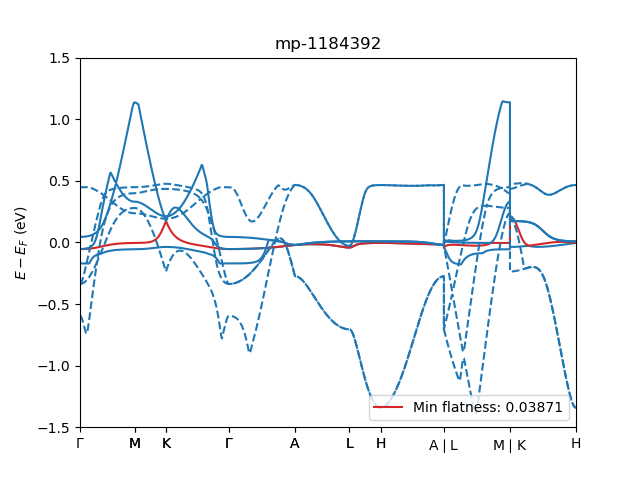 mp-1184392
E − E_F (eV)
1.5
1.0
0.5
0.0
−0.5
−1.0
−1.5
Min flatness: 0.03871
Γ M K Γ A L H A | L M | K H